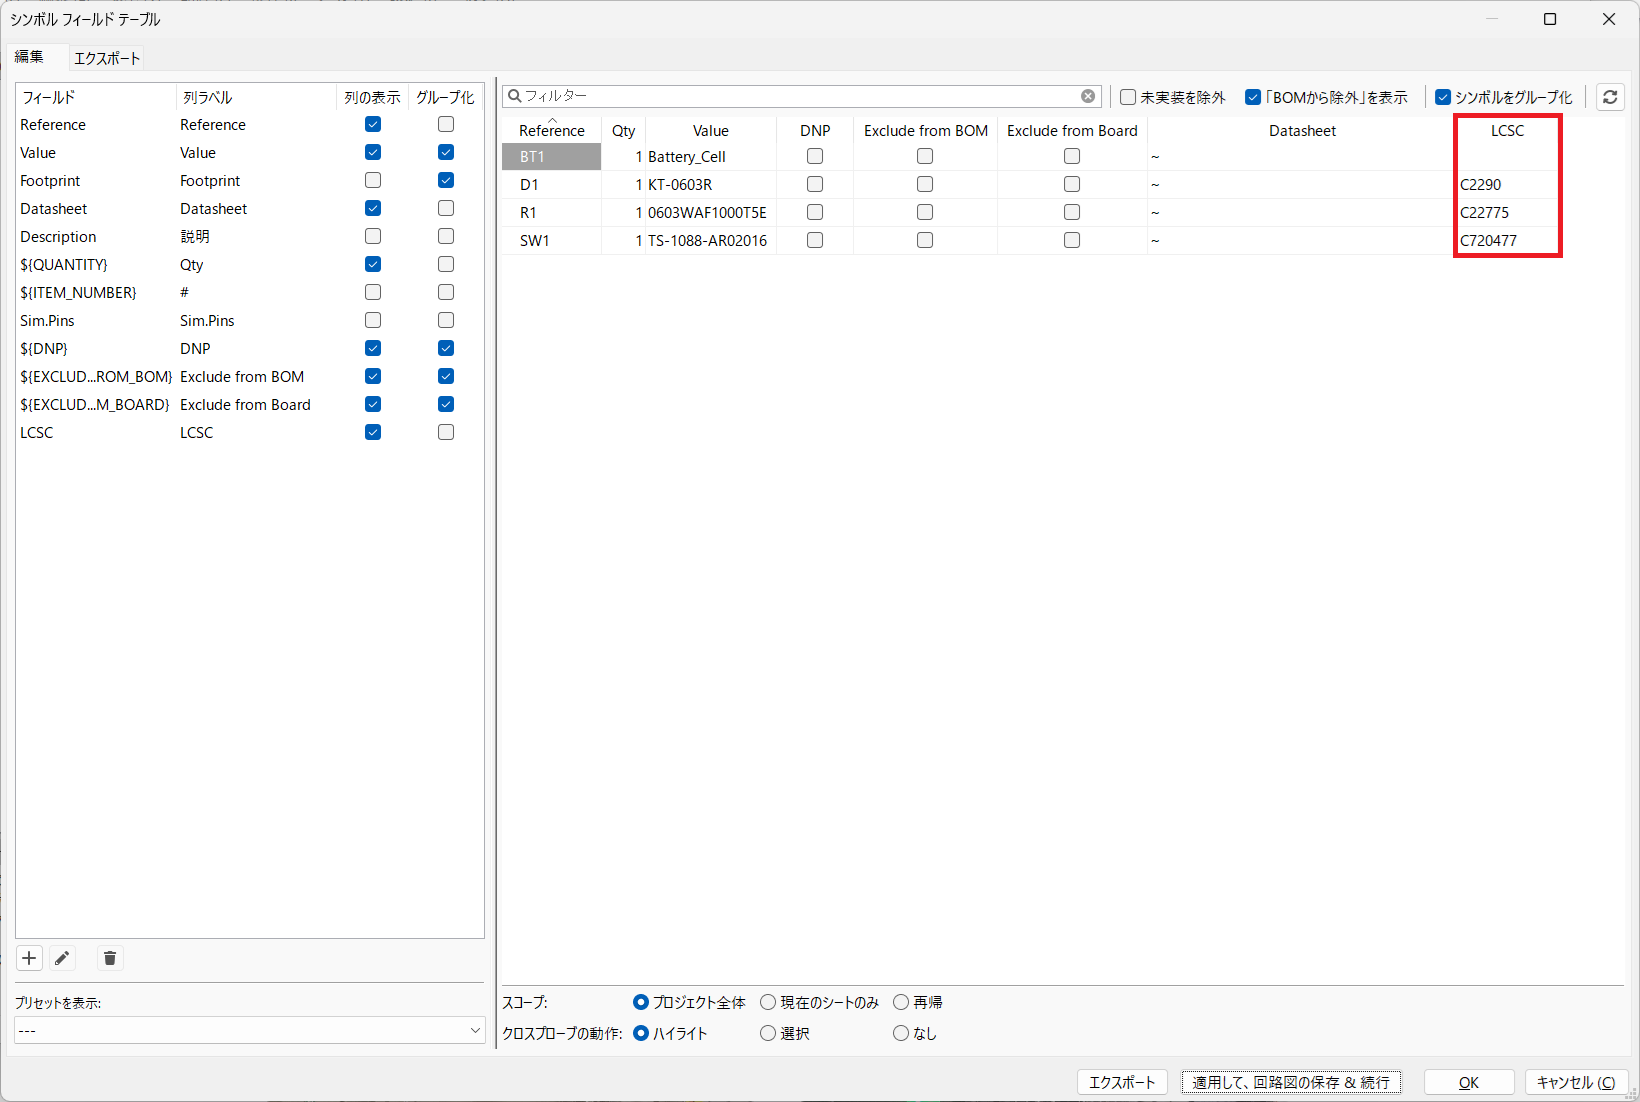 シンボル フィールド テーブル
編集
エクスポート
フィールド 列ラベル 列の表示 グループ化
Reference Reference
Value Value
Footprint Footprint
Datasheet Datasheet
Description 説明
${QUANTITY} Qty
${ITEM_NUMBER} #
Sim.Pins Sim.Pins
${DNP} DNP
${EXCLUD...ROM_BOM} Exclude from BOM
${EXCLUD...M_BOARD} Exclude from Board
LCSC LCSC
プリセットを表示:
---
フィルター
未実装を除外
「BOMから除外」を表示
シンボルをグループ化
Reference Qty Value DNP Exclude from BOM Exclude from Board Datasheet LCSC
BT1 1 Battery_Cell ~
D1 1 KT-0603R ~ C2290
R1 1 0603WAF1000T5E ~ C22775
SW1 1 TS-1088-AR02016 ~ C720477
スコープ: プロジェクト全体 現在のシートのみ 再帰
クロスプローブの動作: ハイライト 選択 なし
エクスポート 適用して、回路図の保存 & 続行 OK キャンセル (C)